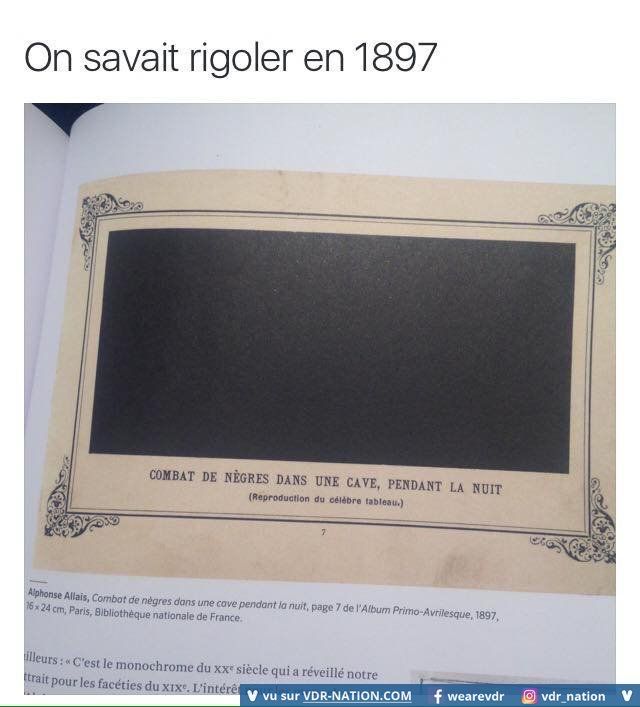 On savait rigoler en 1897
COMBAT DE NÈGRES DANS UNE CAVE, PENDANT LA NUIT
(Reproduction du célèbre tableau.)
7
Alphonse Allais, Combat de nègres dans une cave pendant la nuit, page 7 de l'Album Primo-Avrilesque, 1897,
16 × 24 cm, Paris, Bibliothèque nationale de France.
illeurs : « C'est le monochrome du XXe siècle qui a réveillé notre
ttrait pour les facéties du XIXe. L'intérê
vu sur VDR-NATION.COM wearevdr vdr_nation